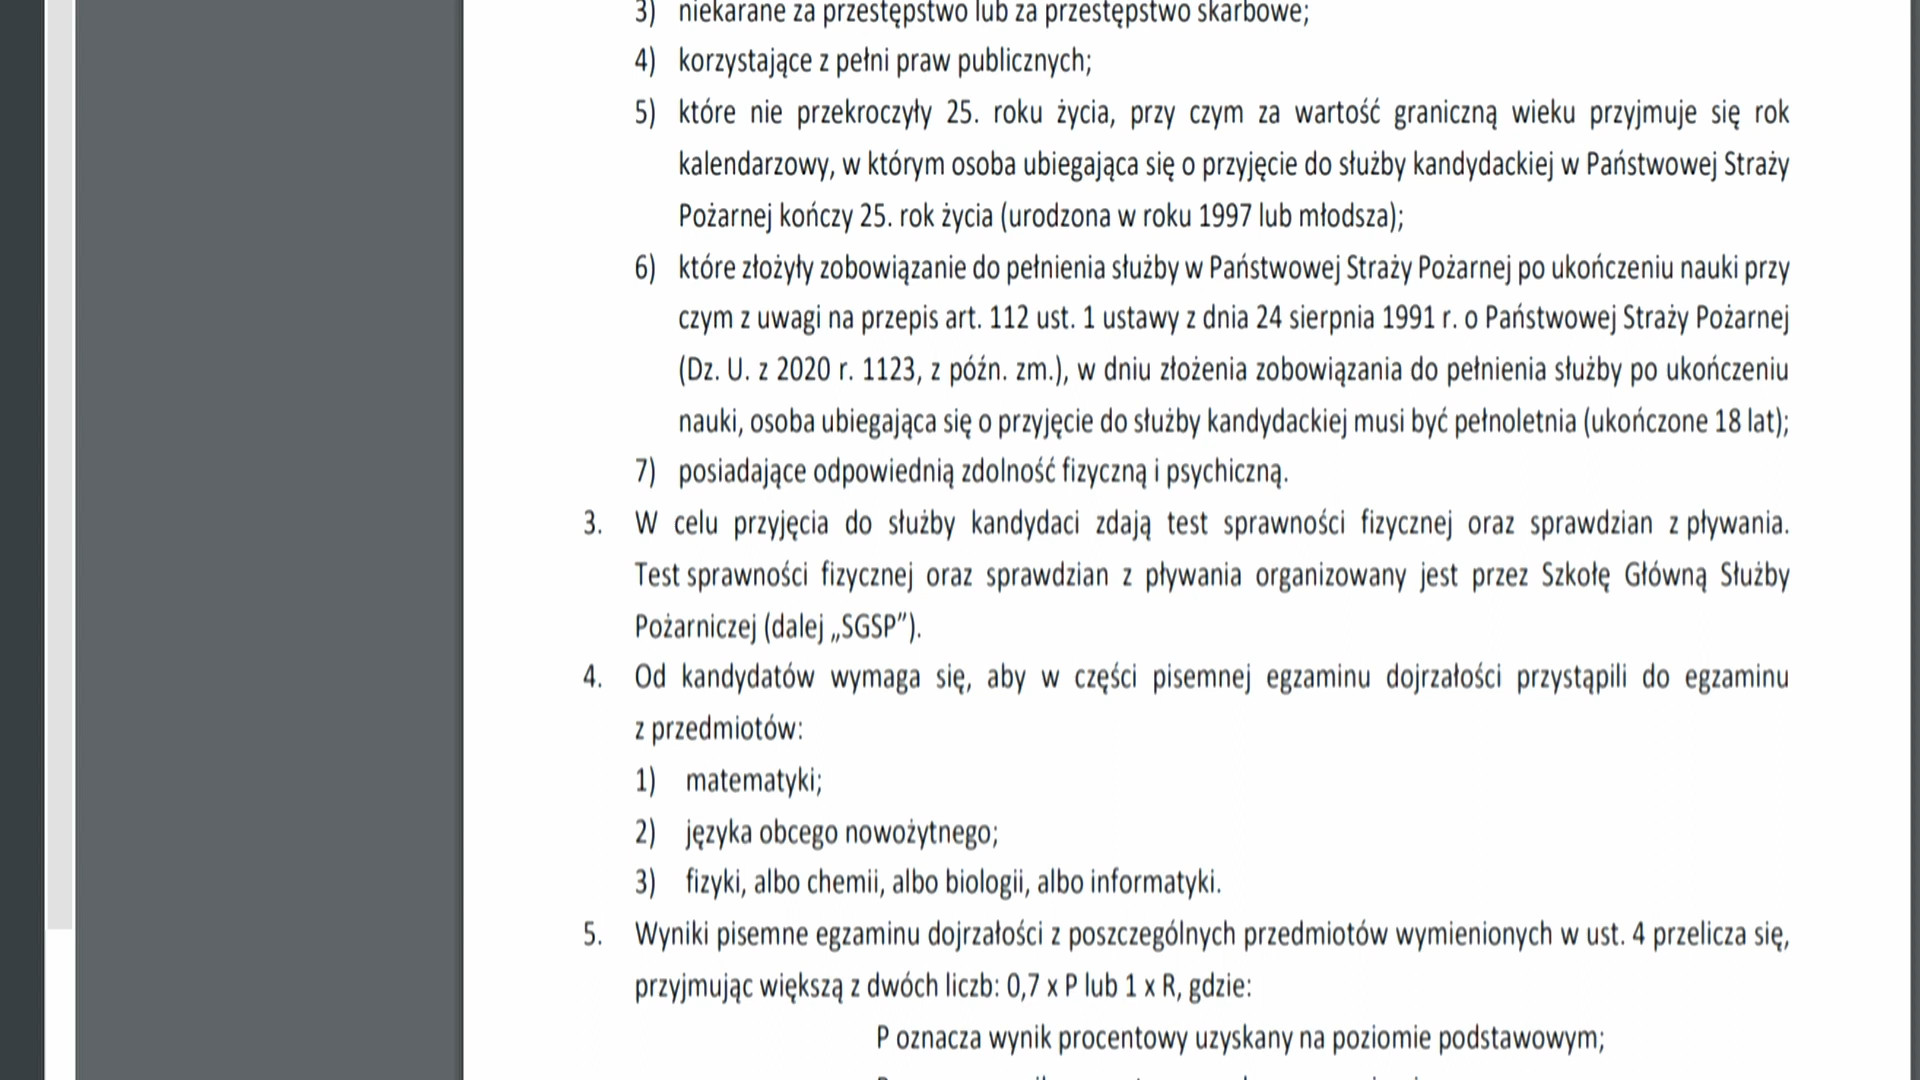 3) niekarane za przestępstwo lub za przestępstwo skarbowe;
4) korzystające z pełni praw publicznych;
5) które nie przekroczyły 25. roku życia, przy czym za wartość graniczną wieku przyjmuje się rok
kalendarzowy, w którym osoba ubiegająca się o przyjęcie do służby kandydackiej w Państwowej Straży
Pożarnej kończy 25. rok życia (urodzona w roku 1997 lub młodsza);
6) które złożyły zobowiązanie do pełnienia służby w Państwowej Straży Pożarnej po ukończeniu nauki przy
czym z uwagi na przepis art. 112 ust. 1 ustawy z dnia 24 sierpnia 1991 r. o Państwowej Straży Pożarnej
(Dz. U. z 2020 r. 1123, z późn. zm.), w dniu złożenia zobowiązania do pełnienia służby po ukończeniu
nauki, osoba ubiegająca się o przyjęcie do służby kandydackiej musi być pełnoletnia (ukończone 18 lat);
7) posiadające odpowiednią zdolność fizyczną i psychiczną.
3. W celu przyjęcia do służby kandydaci zdają test sprawności fizycznej oraz sprawdzian z pływania.
Test sprawności fizycznej oraz sprawdzian z pływania organizowany jest przez Szkołę Główną Służby
Pożarniczej (dalej „SGSP”).
4. Od kandydatów wymaga się, aby w części pisemnej egzaminu dojrzałości przystąpili do egzaminu
z przedmiotów:
1) matematyki;
2) języka obcego nowożytnego;
3) fizyki, albo chemii, albo biologii, albo informatyki.
5. Wyniki pisemne egzaminu dojrzałości z poszczególnych przedmiotów wymienionych w ust. 4 przelicza się,
przyjmując większą z dwóch liczb: 0,7 x P lub 1 x R, gdzie:
P oznacza wynik procentowy uzyskany na poziomie podstawowym;